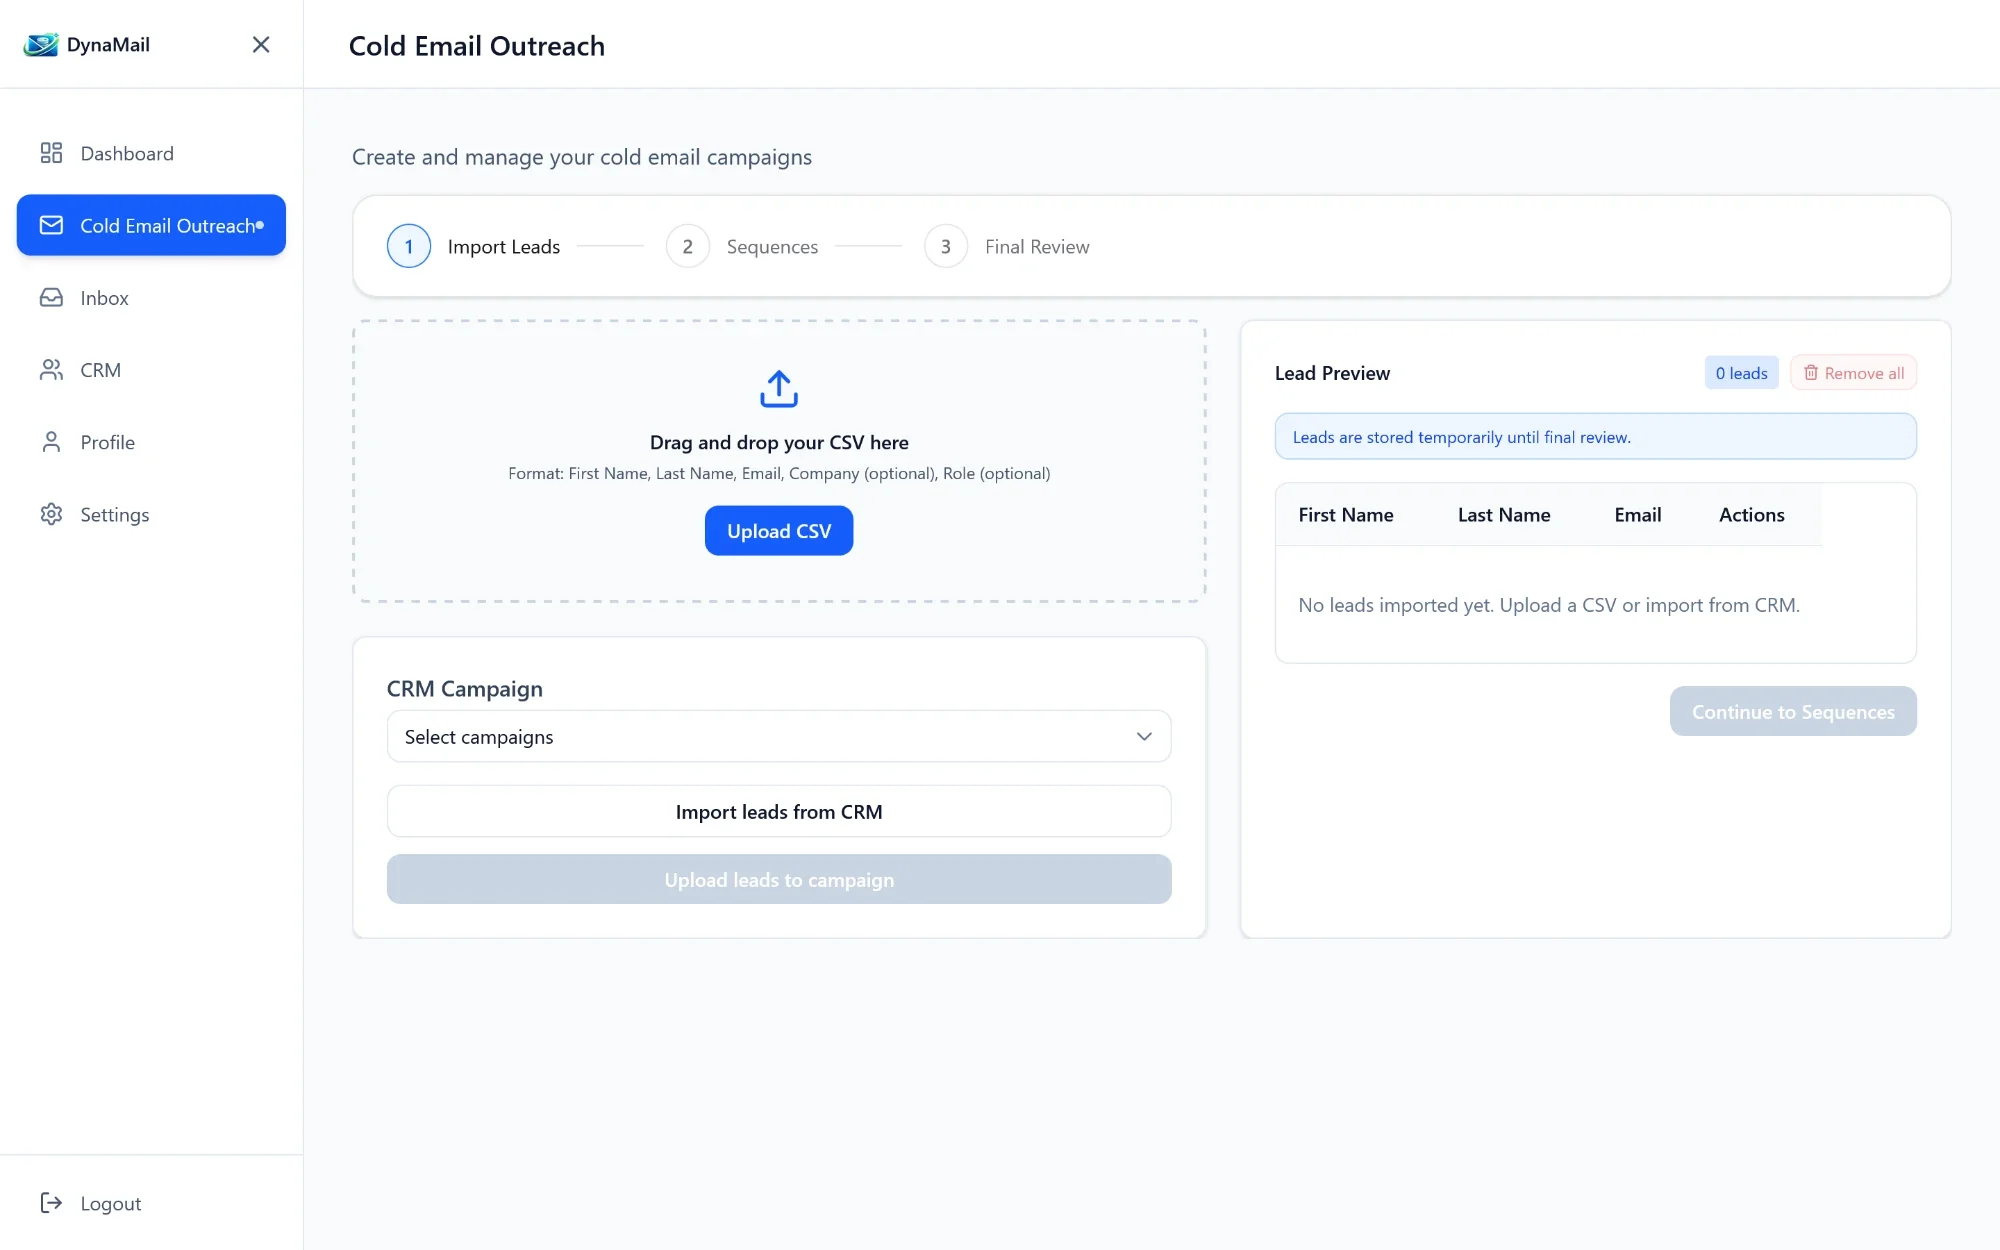 DynaMail
Cold Email Outreach
Dashboard
Cold Email Outreach
Inbox
CRM
Profile
Settings
Logout
Create and manage your cold email campaigns
1 Import Leads 2 Sequences 3 Final Review
Drag and drop your CSV here
Format: First Name, Last Name, Email, Company (optional), Role (optional)
Upload CSV
CRM Campaign
Select campaigns
Import leads from CRM
Upload leads to campaign
Lead Preview 0 leads Remove all
Leads are stored temporarily until final review.
First Name Last Name Email Actions
No leads imported yet. Upload a CSV or import from CRM.
Continue to Sequences